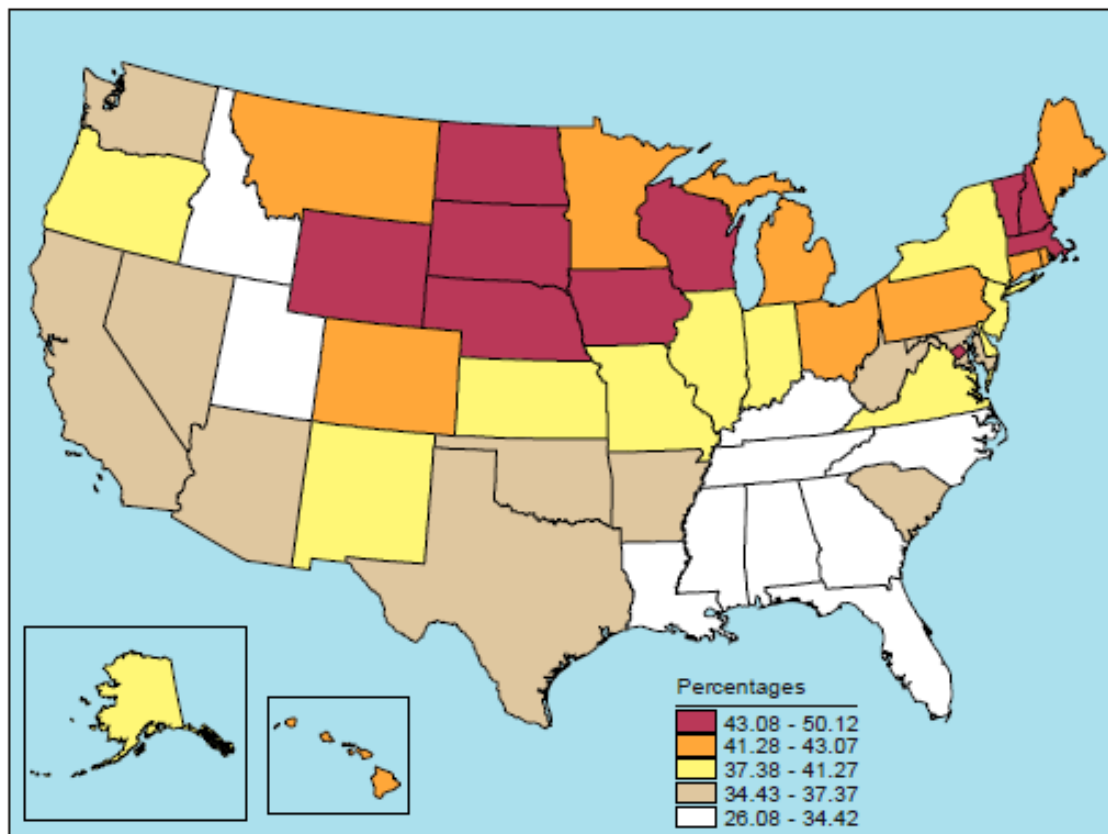 Percentages
43.08 - 50.12
41.28 - 43.07
37.38 - 41.27
34.43 - 37.37
26.08 - 34.42